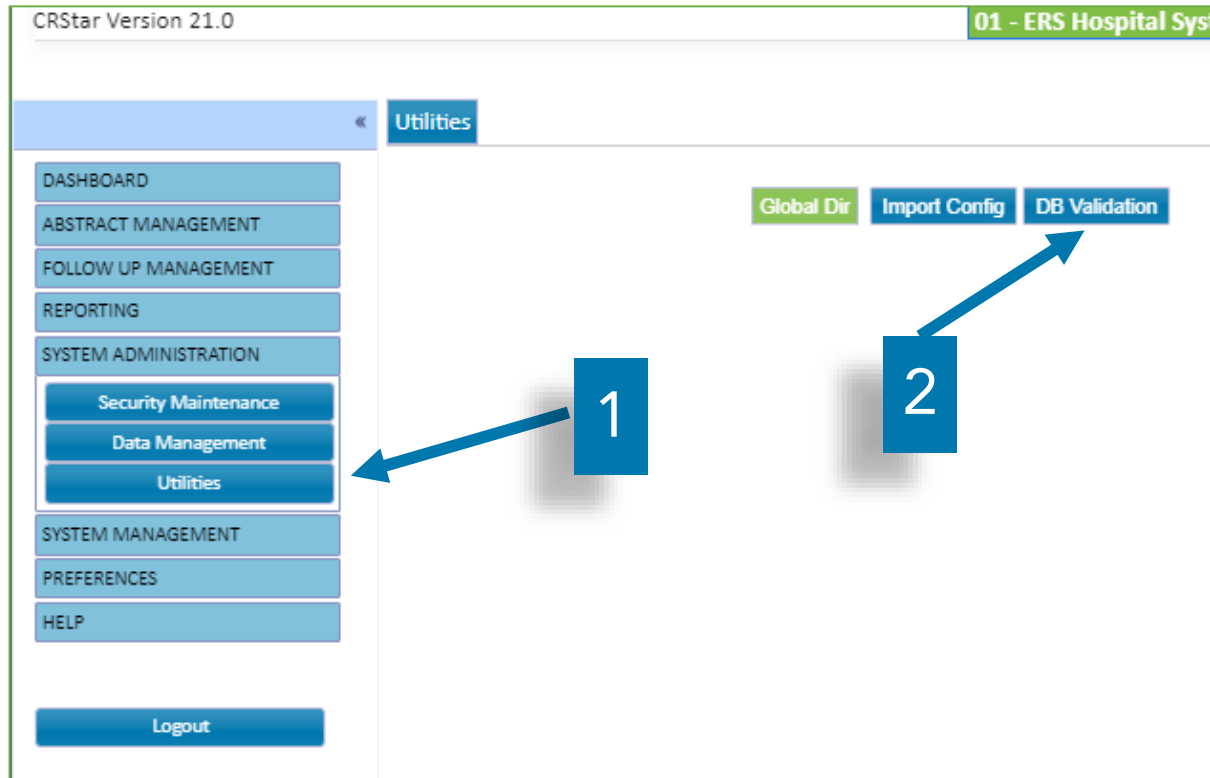 CRStar Version 21.0
01 - ERS Hospital
«
Utilities
DASHBOARD
ABSTRACT MANAGEMENT
FOLLOW UP MANAGEMENT
REPORTING
SYSTEM ADMINISTRATION
Security Maintenance
Data Management
Utilities
SYSTEM MANAGEMENT
PREFERENCES
HELP
Logout
Global Dir
Import Config
DB Validation
1
2